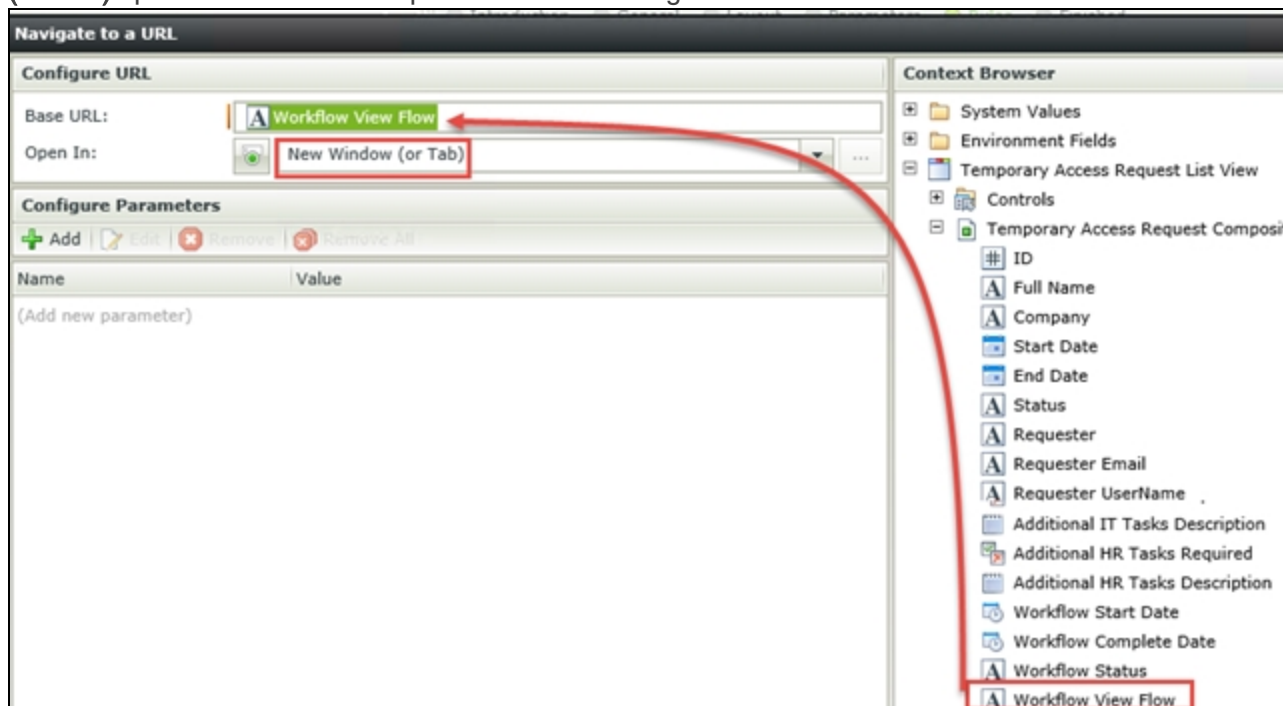 Navigate to a URL
Configure URL
Base URL:
Workflow View Flow
Open In:
New Window (or Tab)
...
Configure Parameters
Add
Edit
Remove
Remove All
Name
Value
(Add new parameter)
Context Browser
System Values
Environment Fields
Temporary Access Request List View
Controls
Temporary Access Request Composi
ID
Full Name
Company
Start Date
End Date
Status
Requester
Requester Email
Requester UserName
Additional IT Tasks Description
Additional HR Tasks Required
Additional HR Tasks Description
Workflow Start Date
Workflow Complete Date
Workflow Status
Workflow View Flow